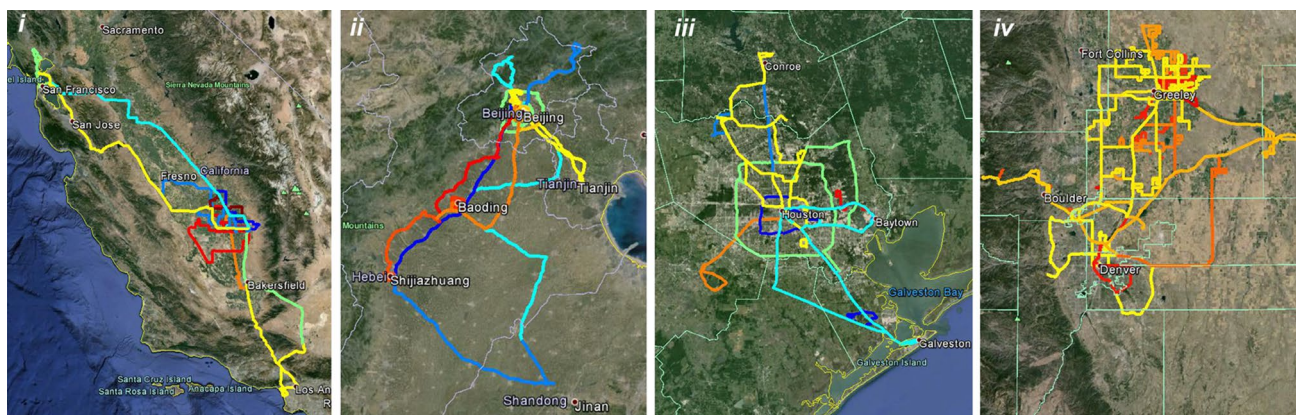 i
Sacramento
Sierra Nevada Mountains
el Island
San Francisco
San Jose
California
Fresno
Bakersfield
Santa Cruz Island
Santa Rosa Island
Anacapa Island
Los An
R
ii
Beijing
Beijing
Tianjin
Tianjin
Baoding
Mountains
Hebei
Shijiazhuang
Shandong
Jinan
iii
Conroe
Houston
Baytown
Galveston Bay
Galveston
Galveston Island
iv
Fort Collins
Greeley
Boulder
Denver